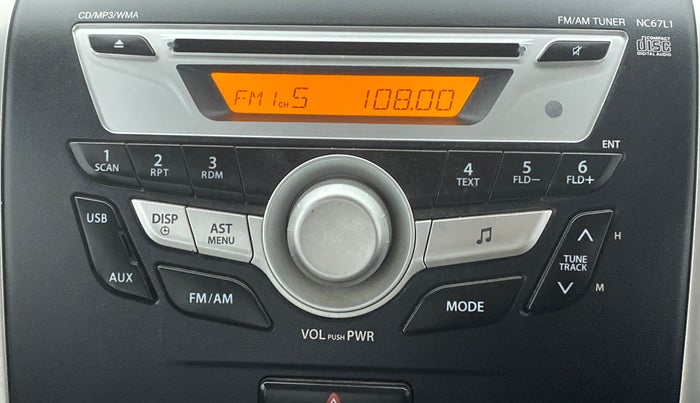 CD/MP3/WMA
FM/AM TUNER NC67L1
COMPACT
disc
DIGITAL AUDIO
FM1 CH 5 108.00
ENT
1 SCAN
2 RPT
3 RDM
4 TEXT
5 FLD−
6 FLD+
USB
AUX
DISP
AST
MENU
TUNE
TRACK
H
M
FM/AM
MODE
VOL PUSH PWR